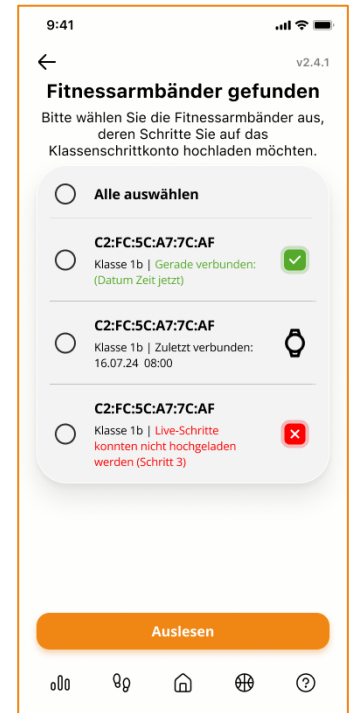 9:41
v2.4.1
Fitnessarmbänder gefunden
Bitte wählen Sie die Fitnessarmbänder aus,
deren Schritte Sie auf das
Klassenschrittkonto hochladen möchten.
Alle auswählen
C2:FC:5C:A7:7C:AF
Klasse 1b | Gerade verbunden:
(Datum Zeit jetzt)
C2:FC:5C:A7:7C:AF
Klasse 1b | Zuletzt verbunden:
16.07.24 08:00
C2:FC:5C:A7:7C:AF
Klasse 1b | Live-Schritte
konnten nicht hochgeladen
werden (Schritt 3)
Auslesen